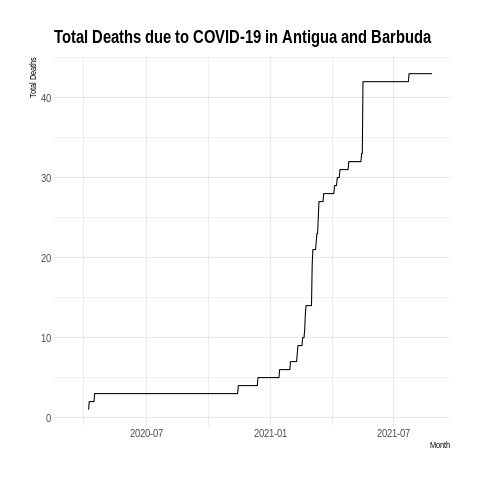 Total Deaths due to COVID-19 in Antigua and Barbuda
Total Deaths
40
30
20
10
0
2020-07
2021-01
2021-07
Month